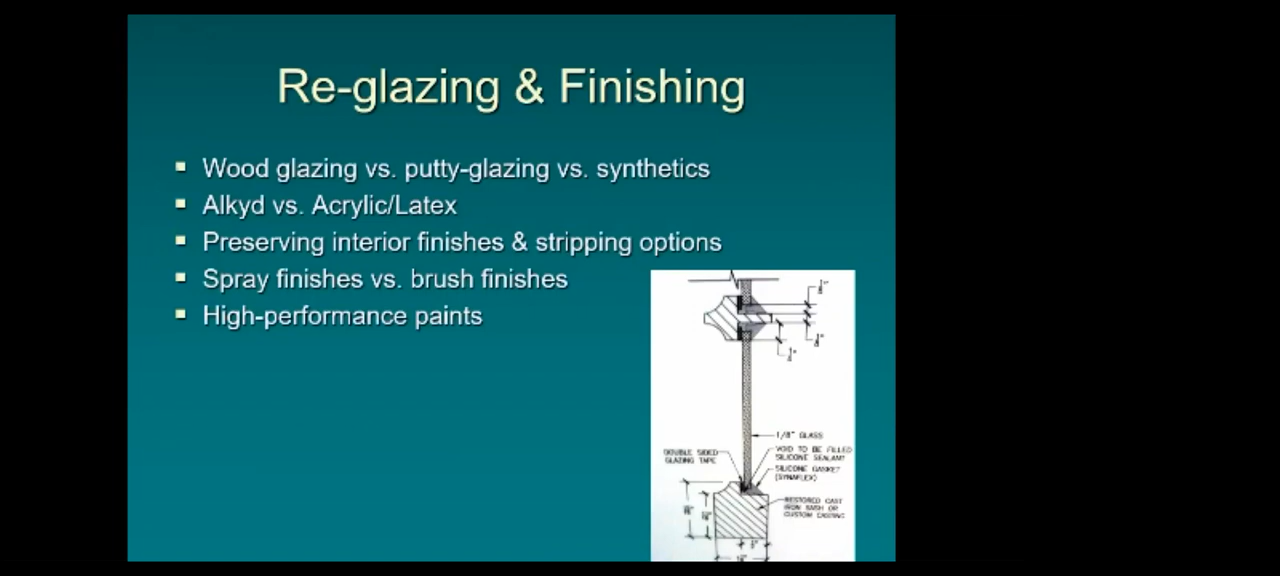 Re-glazing & Finishing
Wood glazing vs. putty-glazing vs. synthetics
Alkyd vs. Acrylic/Latex
Preserving interior finishes & stripping options
Spray finishes vs. brush finishes
High-performance paints
1/8" GLASS
DOUBLE SIDED
GLAZING TAPE
VOID TO BE FILLED
SILICONE SEALANT
SILICONE GASKET
(SYNAFLEX)
RESTORED CAST
IRON SASH OR
CUSTOM CASTING